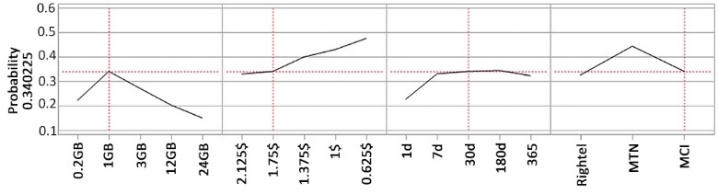 Probability
0.340225
0.6
0.5
0.4
0.3
0.2
0.1
0.2GB
1GB
3GB
12GB
24GB
2.125$
1.75$
1.375$
1$
0.625$
1d
7d
30d
180d
365
Rightel
MTN
MCI